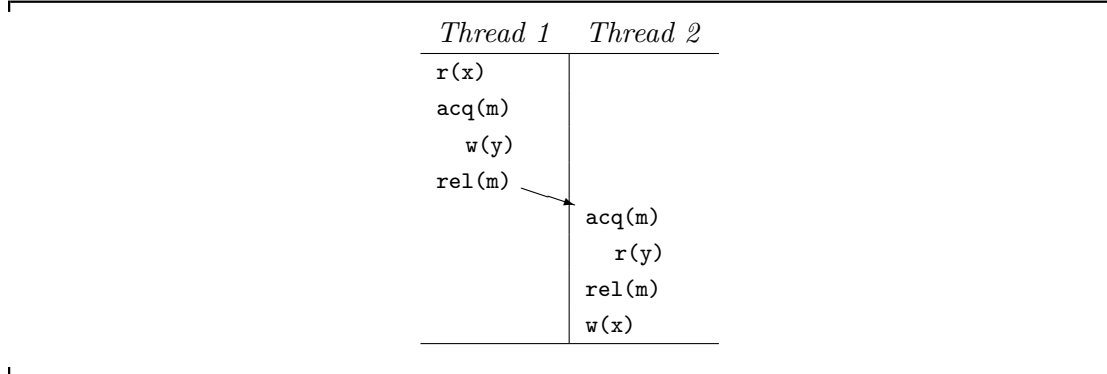 Thread 1 Thread 2
r(x)
acq(m)
w(y)
rel(m)
acq(m)
r(y)
rel(m)
w(x)